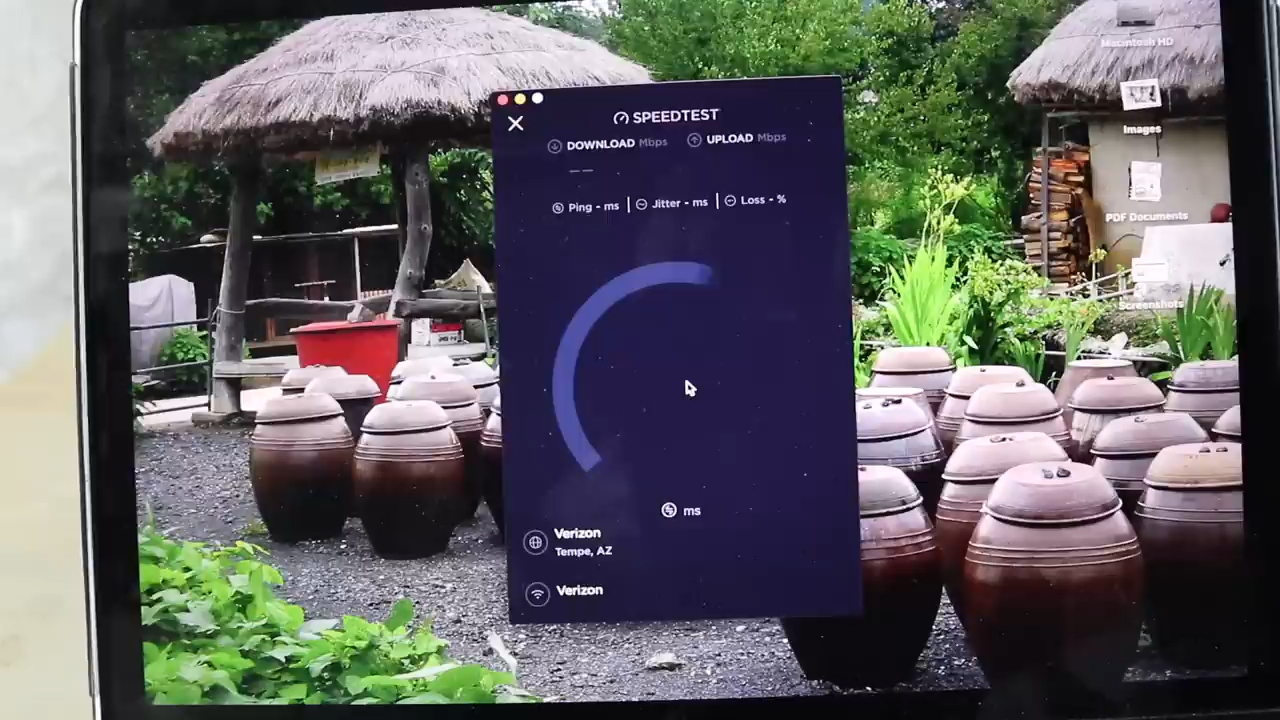 Macintosh HD
SPEEDTEST
DOWNLOAD Mbps
UPLOAD Mbps
— —
Ping - ms
Jitter - ms
Loss - %
Images
PDF Documents
Screenshots
ms
Verizon
Tempe, AZ
Verizon